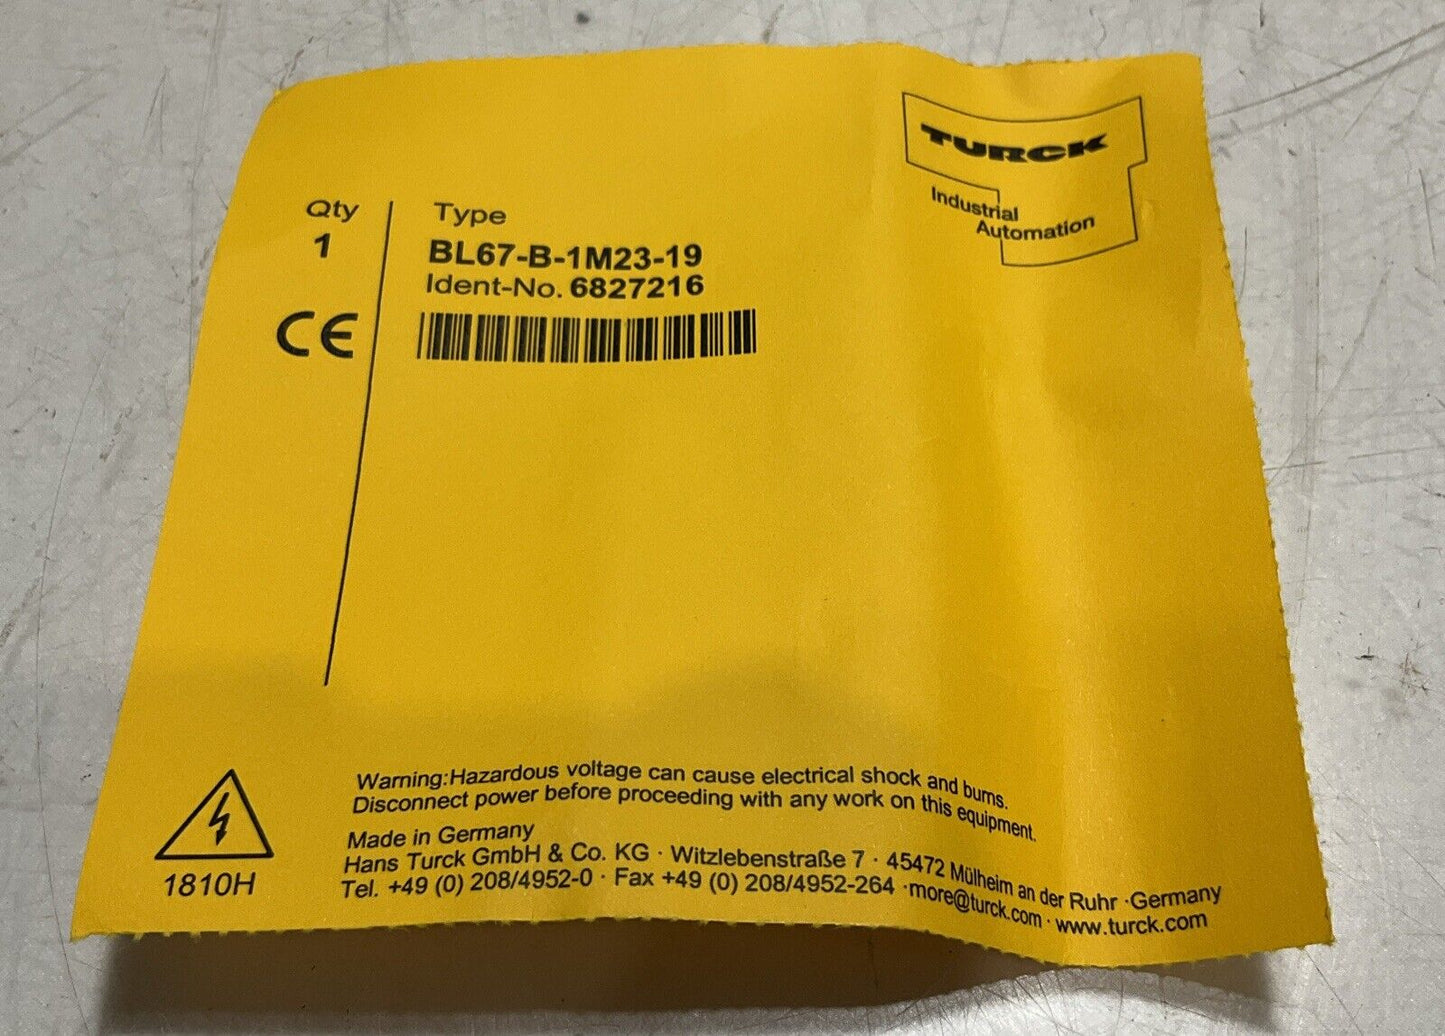 TURCK
Industrial
Automation
Qty
1
Type
BL67-B-1M23-19
Ident-No. 6827216
CE
Warning:Hazardous voltage can cause electrical shock and burns.
Disconnect power before proceeding with any work on this equipment.
1810H
Made in Germany
Hans Turck GmbH & Co. KG · Witzlebenstraße 7 · 45472 Mülheim an der Ruhr ·Germany
Tel. +49 (0) 208/4952-0 · Fax +49 (0) 208/4952-264 ·more@turck.com · www.turck.com